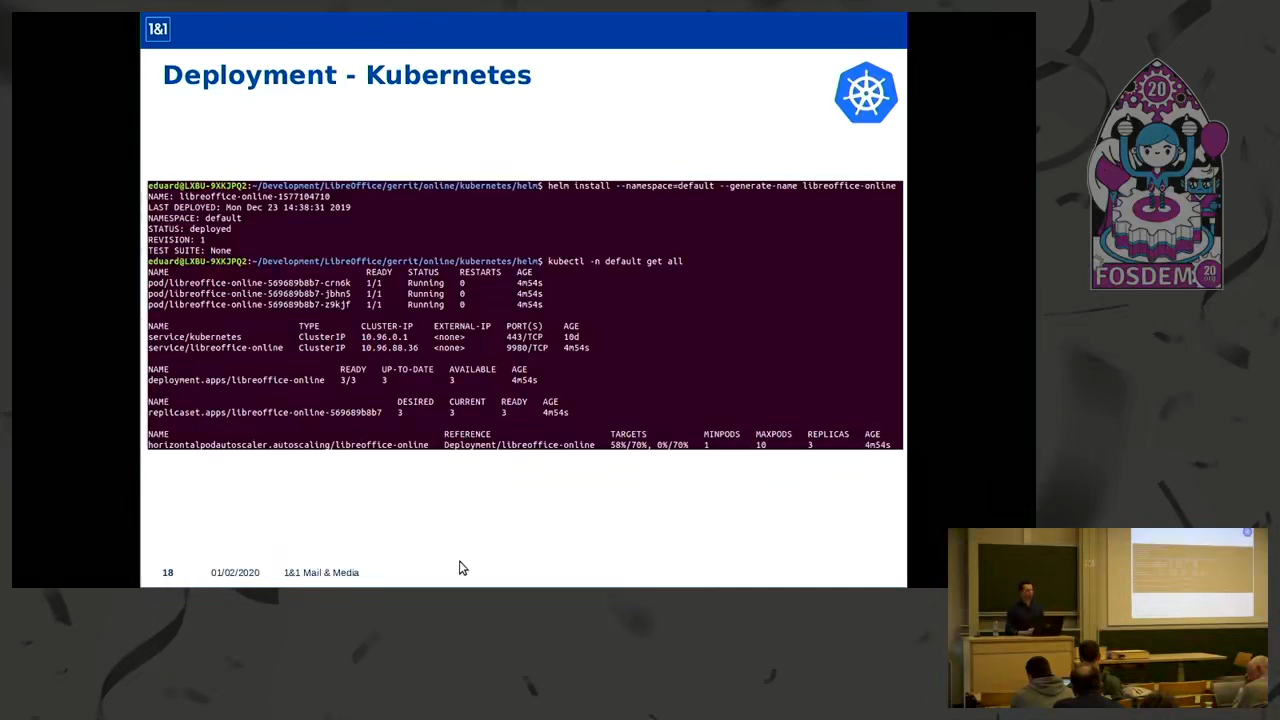 1&1
Deployment - Kubernetes
eduard@LXBU-9XKJPQ2:~/Development/LibreOffice/gerrit/online/kubernetes/helm$ helm install --namespace=default --generate-name libreoffice-online
NAME: libreoffice-online-1577104710
LAST DEPLOYED: Mon Dec 23 14:38:31 2019
NAMESPACE: default
STATUS: deployed
REVISION: 1
TEST SUITE: None
eduard@LXBU-9XKJPQ2:~/Development/LibreOffice/gerrit/online/kubernetes/helm$ kubectl -n default get all
NAME READY STATUS RESTARTS AGE
pod/libreoffice-online-569689b8b7-crn6k 1/1 Running 0 4m54s
pod/libreoffice-online-569689b8b7-jbhn5 1/1 Running 0 4m54s
pod/libreoffice-online-569689b8b7-z9kjf 1/1 Running 0 4m54s
NAME TYPE CLUSTER-IP EXTERNAL-IP PORT(S) AGE
service/kubernetes ClusterIP 10.96.0.1 <none> 443/TCP 10d
service/libreoffice-online ClusterIP 10.96.88.36 <none> 9980/TCP 4m54s
NAME READY UP-TO-DATE AVAILABLE AGE
deployment.apps/libreoffice-online 3/3 3 3 4m54s
NAME DESIRED CURRENT READY AGE
replicaset.apps/libreoffice-online-569689b8b7 3 3 3 4m54s
NAME REFERENCE TARGETS MINPODS MAXPODS REPLICAS AGE
horizontalpodautoscaler.autoscaling/libreoffice-online Deployment/libreoffice-online 58%/70%, 0%/70% 1 10 3 4m54s
18 01/02/2020 1&1 Mail & Media
20
FOSDEM
20
.org